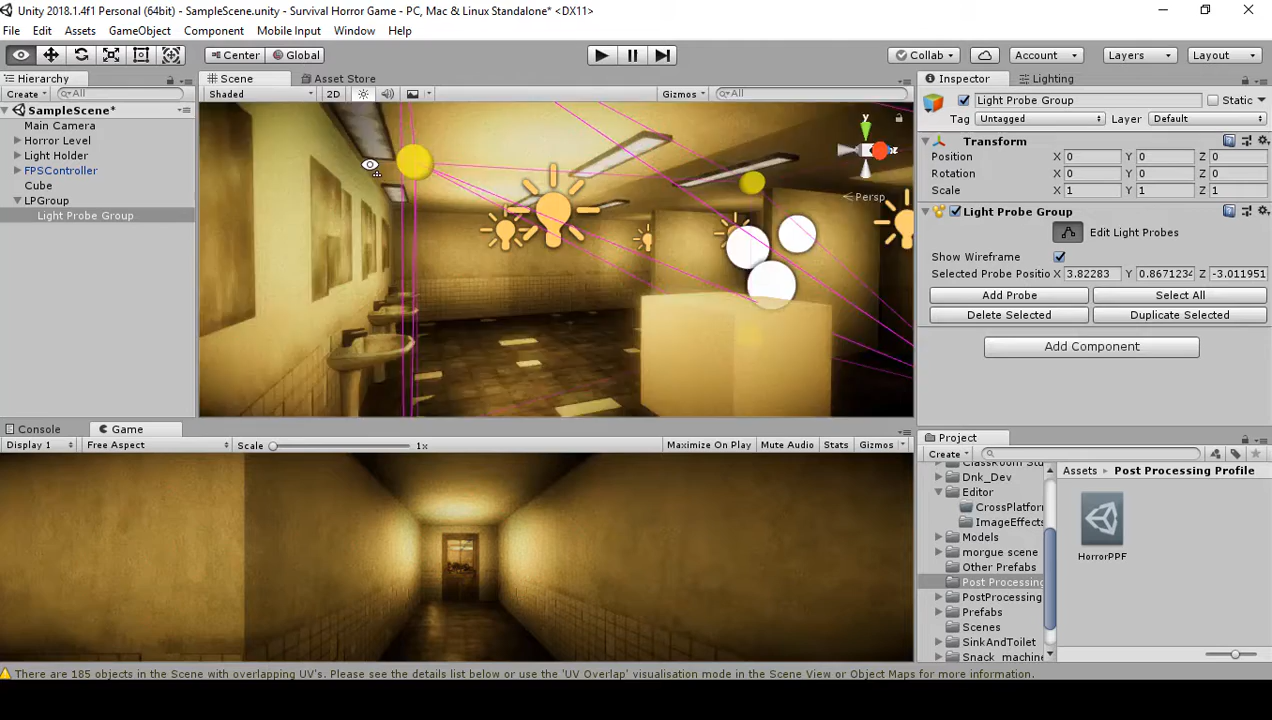 Unity 2018.1.4f1 Personal (64bit) - SampleScene.unity - Survival Horror Game - PC, Mac & Linux Standalone* <DX11>
File Edit Assets GameObject Component Mobile Input Window Help
Center Global Collab Account Layers Layout
Hierarchy Scene Asset Store Inspector Lighting
Create All Shaded 2D Gizmos All
SampleScene*
Main Camera
Horror Level
Light Holder
FPSController
Cube
LPGroup
Light Probe Group
y
Persp
Light Probe Group Static
Tag Untagged Layer Default
Transform
Position X 0 Y 0 Z 0
Rotation X 0 Y 0 Z 0
Scale X 1 Y 1 Z 1
Light Probe Group
Edit Light Probes
Show Wireframe
Selected Probe Positio X 3.82283 Y 0.8671234 Z -3.011951
Add Probe Select All
Delete Selected Duplicate Selected
Add Component
Console Game
Display 1 Free Aspect Scale 1x Maximize On Play Mute Audio Stats Gizmos
Project
Create
Assets Post Processing Profile
Dnk_Dev
Editor
CrossPlatfor
ImageEffects
Models
morgue scene
Other Prefabs
Post Processing
PostProcessing
Prefabs
Scenes
SinkAndToilet
Snack_machine
HorrorPPF
There are 185 objects in the Scene with overlapping UV's. Please see the details list below or use the 'UV Overlap' visualisation mode in the Scene View or Object Maps for more information.